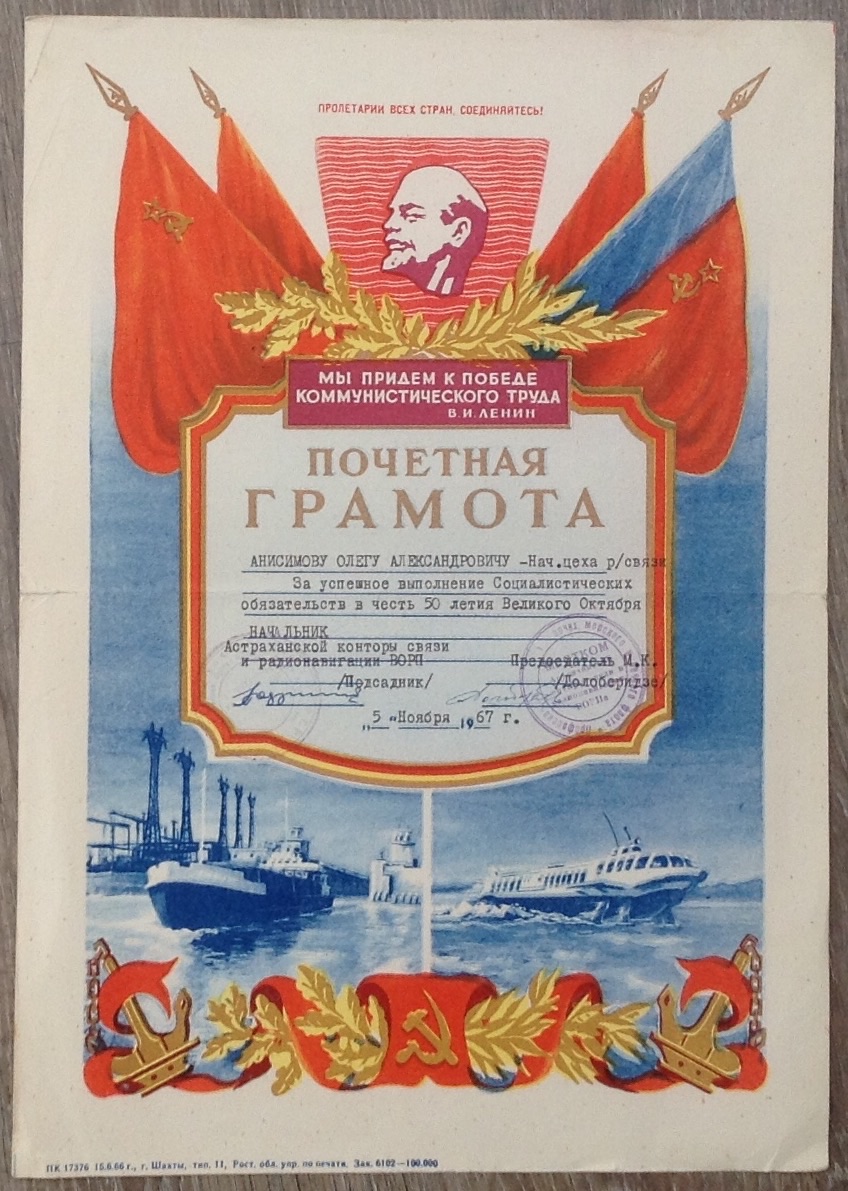 ПРОЛЕТАРИИ ВСЕХ СТРАН, СОЕДИНЯЙТЕСЬ!
МЫ ПРИДЕМ К ПОБЕДЕ
КОММУНИСТИЧЕСКОГО ТРУДА
В.И.ЛЕНИН
ПОЧЕТНАЯ
ГРАМОТА
АНИСИМОВУ ОЛЕГУ АЛЕКСАНДРОВИЧУ -Нач.цеха р/связи
За успешное выполнение Социалистических
обязательств в честь 50 летия Великого Октября
НАЧАЛЬНИК
Астраханской конторы связи
и радионавигации ВОРП Председатель М.К.
/Подсадник/ /Долоберидзе/
„5 "Ноября 1967 г.
ПК 17376 15.6.66 г., г. Шахты, тип. 11, Рост. обл. упр. по печати. Зак. 6102—100.000